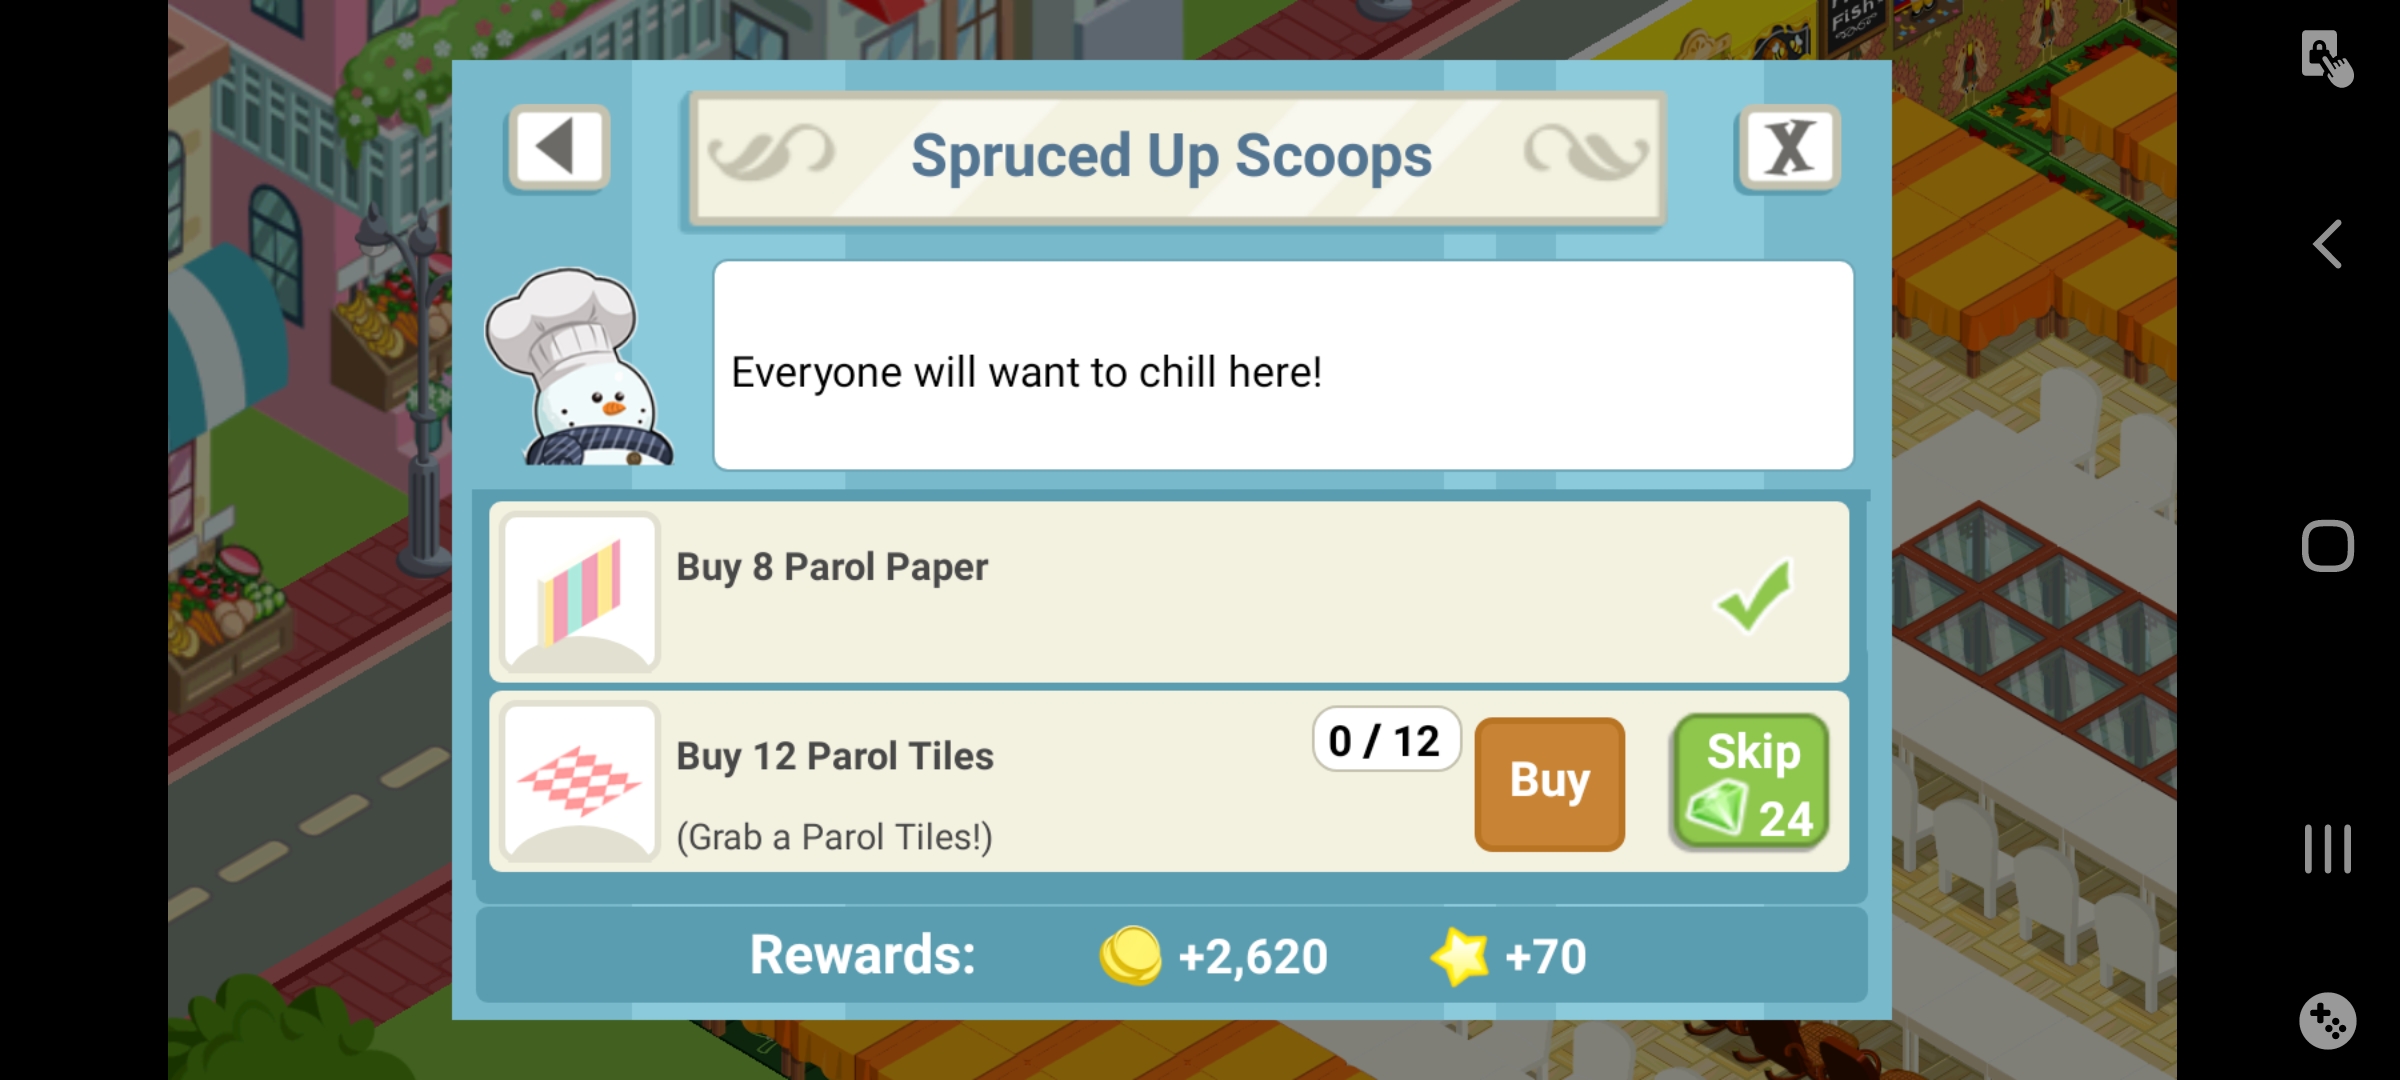 Fish
Spruced Up Scoops
X
Everyone will want to chill here!
Buy 8 Parol Paper
Buy 12 Parol Tiles
(Grab a Parol Tiles!)
0 / 12
Buy
Skip
24
Rewards:
+2,620
+70